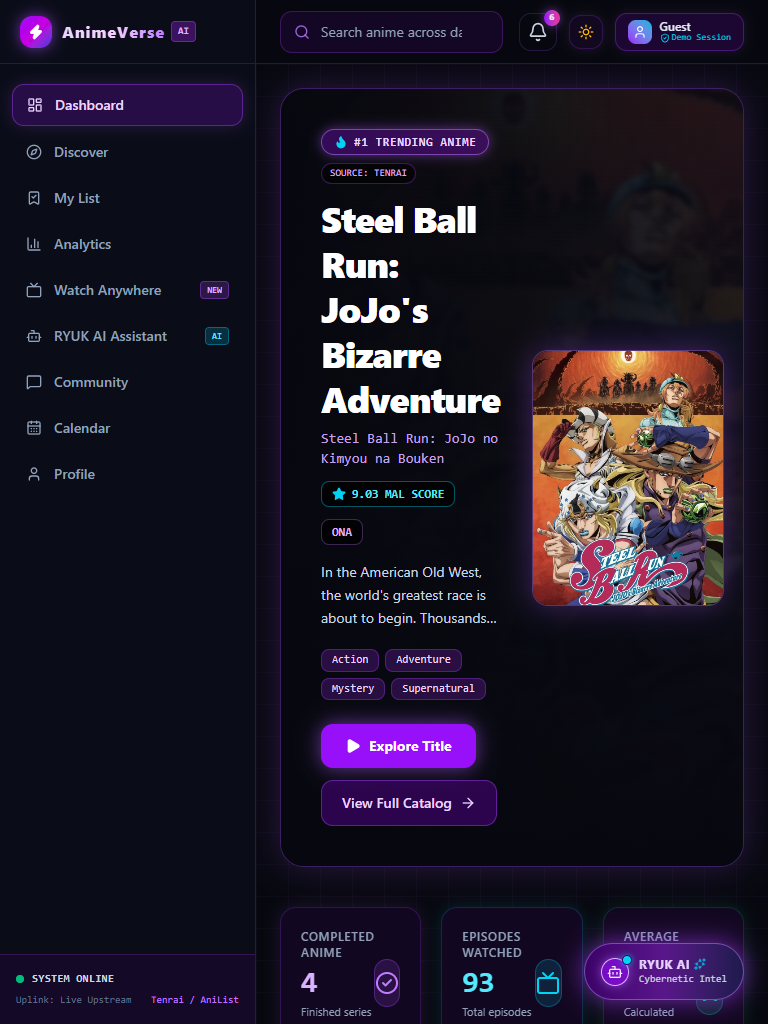 AnimeVerse AI
Search anime across da
6
Guest
Demo Session
Dashboard
Discover
My List
Analytics
Watch Anywhere NEW
RYUK AI Assistant AI
Community
Calendar
Profile
SYSTEM ONLINE
Uplink: Live Upstream Tenrai / AniList
#1 TRENDING ANIME
SOURCE: TENRAI
Steel Ball
Run:
JoJo's
Bizarre
Adventure
Steel Ball Run: JoJo no
Kimyou na Bouken
9.03 MAL SCORE
ONA
In the American Old West,
the world's greatest race is
about to begin. Thousands...
Action Adventure
Mystery Supernatural
Explore Title
View Full Catalog
STEEL
BALL RUN
COMPLETED
ANIME
4
Finished series
EPISODES
WATCHED
93
Total episodes
AVERAGE
Calculated
RYUK AI
Cybernetic Intel